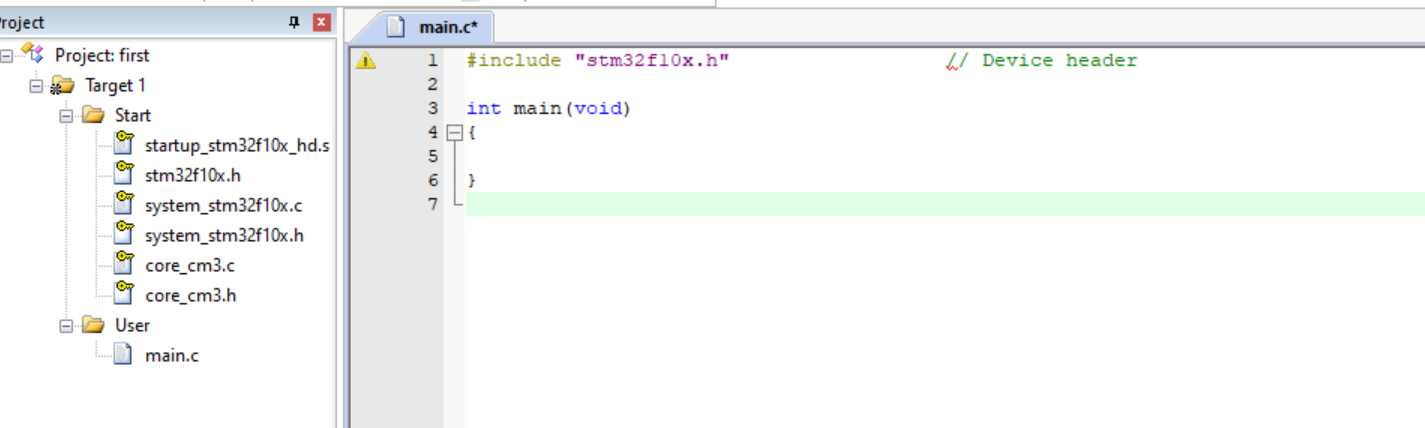 Project
Project: first
Target 1
Start
startup_stm32f10x_hd.s
stm32f10x.h
system_stm32f10x.c
system_stm32f10x.h
core_cm3.c
core_cm3.h
User
main.c
main.c*
1 #include "stm32f10x.h" // Device header
2
3 int main(void)
4 {
5
6 }
7